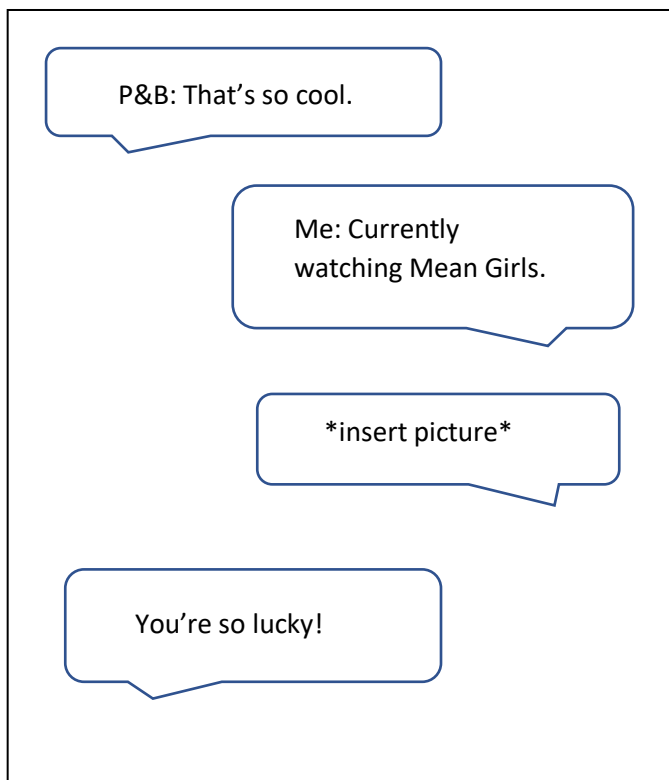 P&B: That’s so cool.
Me: Currently
watching Mean Girls.
*insert picture*
You’re so lucky!